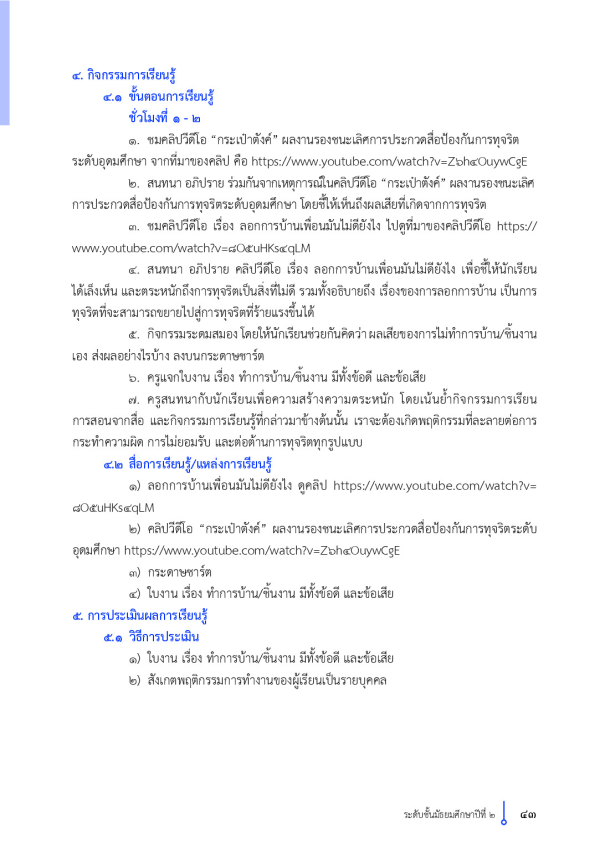 ๔. กิจกรรมการเรียนรู้
๔.๑ ขั้นตอนการเรียนรู้
ชั่วโมงที่ ๑ - ๒
๑. ชมคลิปวีดีโอ “กระเป๋าตังค์” ผลงานรองชนะเลิศการประกวดสื่อป้องกันการทุจริต
ระดับอุดมศึกษา จากที่มาของคลิป คือ https://www.youtube.com/watch?v=Z๖h๔OuywCgE
๒. สนทนา อภิปราย ร่วมกันจากเหตุการณ์ในคลิปวีดีโอ “กระเป๋าตังค์” ผลงานรองชนะเลิศ
การประกวดสื่อป้องกันการทุจริตระดับอุดมศึกษา โดยชี้ให้เห็นถึงผลเสียที่เกิดจากการทุจริต
๓. ชมคลิปวีดีโอ เรื่อง ลอกการบ้านเพื่อนมันไม่ดียังไง ไปดูที่มาของคลิปวีดีโอ https://
www.youtube.com/watch?v=๘O๕uHKs๔qLM
๔. สนทนา อภิปราย คลิปวีดีโอ เรื่อง ลอกการบ้านเพื่อนมันไม่ดียังไง เพื่อชี้ให้นักเรียน
ได้เล็งเห็น และตระหนักถึงการทุจริตเป็นสิ่งที่ไม่ดี รวมทั้งอธิบายถึง เรื่องของการลอกการบ้าน เป็นการ
ทุจริตที่จะสามารถขยายไปสู่การทุจริตที่ร้ายแรงขึ้นได้
๕. กิจกรรมระดมสมอง โดยให้นักเรียนช่วยกันคิดว่า ผลเสียของการไม่ทำการบ้าน/ชิ้นงาน
เอง ส่งผลอย่างไรบ้าง ลงบนกระดาษชาร์ต
๖. ครูแจกใบงาน เรื่อง ทำการบ้าน/ชิ้นงาน มีทั้งข้อดี และข้อเสีย
๗. ครูสนทนากับนักเรียนเพื่อความสร้างความตระหนัก โดยเน้นย้ำกิจกรรมการเรียน
การสอนจากสื่อ และกิจกรรมการเรียนรู้ที่กล่าวมาข้างต้นนั้น เราจะต้องเกิดพฤติกรรมที่ละลายต่อการ
กระทำความผิด การไม่ยอมรับ และต่อต้านการทุจริตทุกรูปแบบ
๔.๒ สื่อการเรียนรู้/แหล่งการเรียนรู้
๑) ลอกการบ้านเพื่อนมันไม่ดียังไง ดูคลิป https://www.youtube.com/watch?v=
๘O๕uHKs๔qLM
๒) คลิปวีดีโอ “กระเป๋าตังค์” ผลงานรองชนะเลิศการประกวดสื่อป้องกันการทุจริตระดับ
อุดมศึกษา https://www.youtube.com/watch?v=Z๖h๔OuywCgE
๓) กระดาษชาร์ต
๔) ใบงาน เรื่อง ทำการบ้าน/ชิ้นงาน มีทั้งข้อดี และข้อเสีย
๕. การประเมินผลการเรียนรู้
๕.๑ วิธีการประเมิน
๑) ใบงาน เรื่อง ทำการบ้าน/ชิ้นงาน มีทั้งข้อดี และข้อเสีย
๒) สังเกตพฤติกรรมการทำงานของผู้เรียนเป็นรายบุคคล
ระดับชั้นมัธยมศึกษาปีที่ ๒ ๔๓